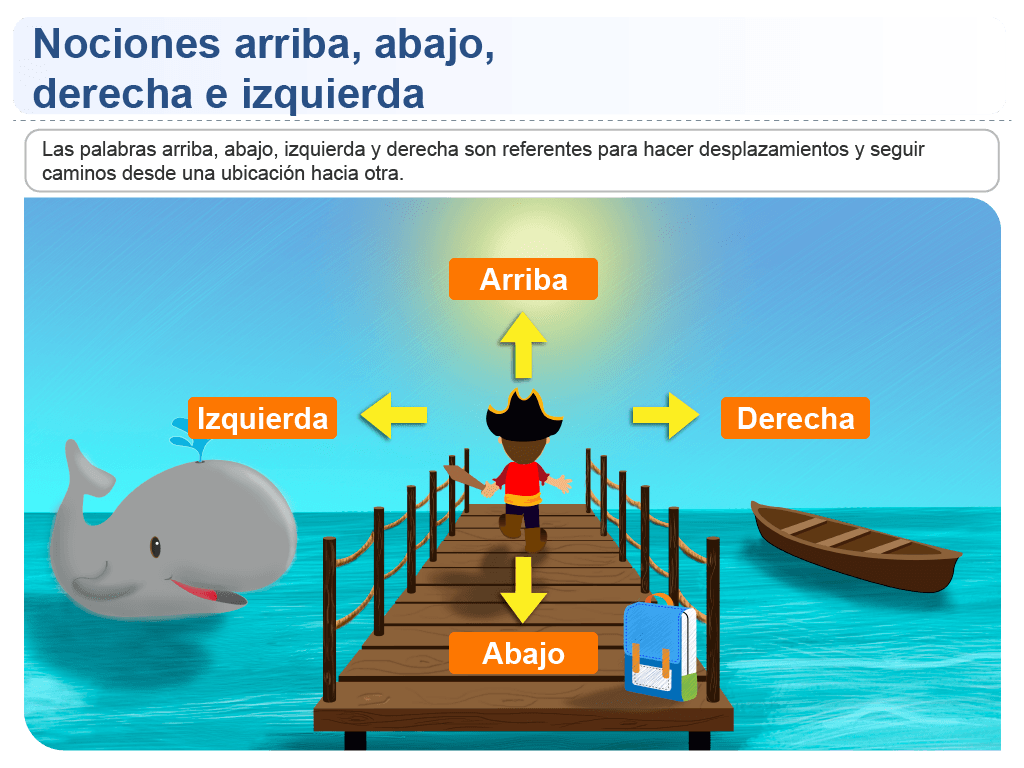 Nociones arriba, abajo,
derecha e izquierda
Las palabras arriba, abajo, izquierda y derecha son referentes para hacer desplazamientos y seguir
caminos desde una ubicación hacia otra.
Arriba
Izquierda
Derecha
Abajo